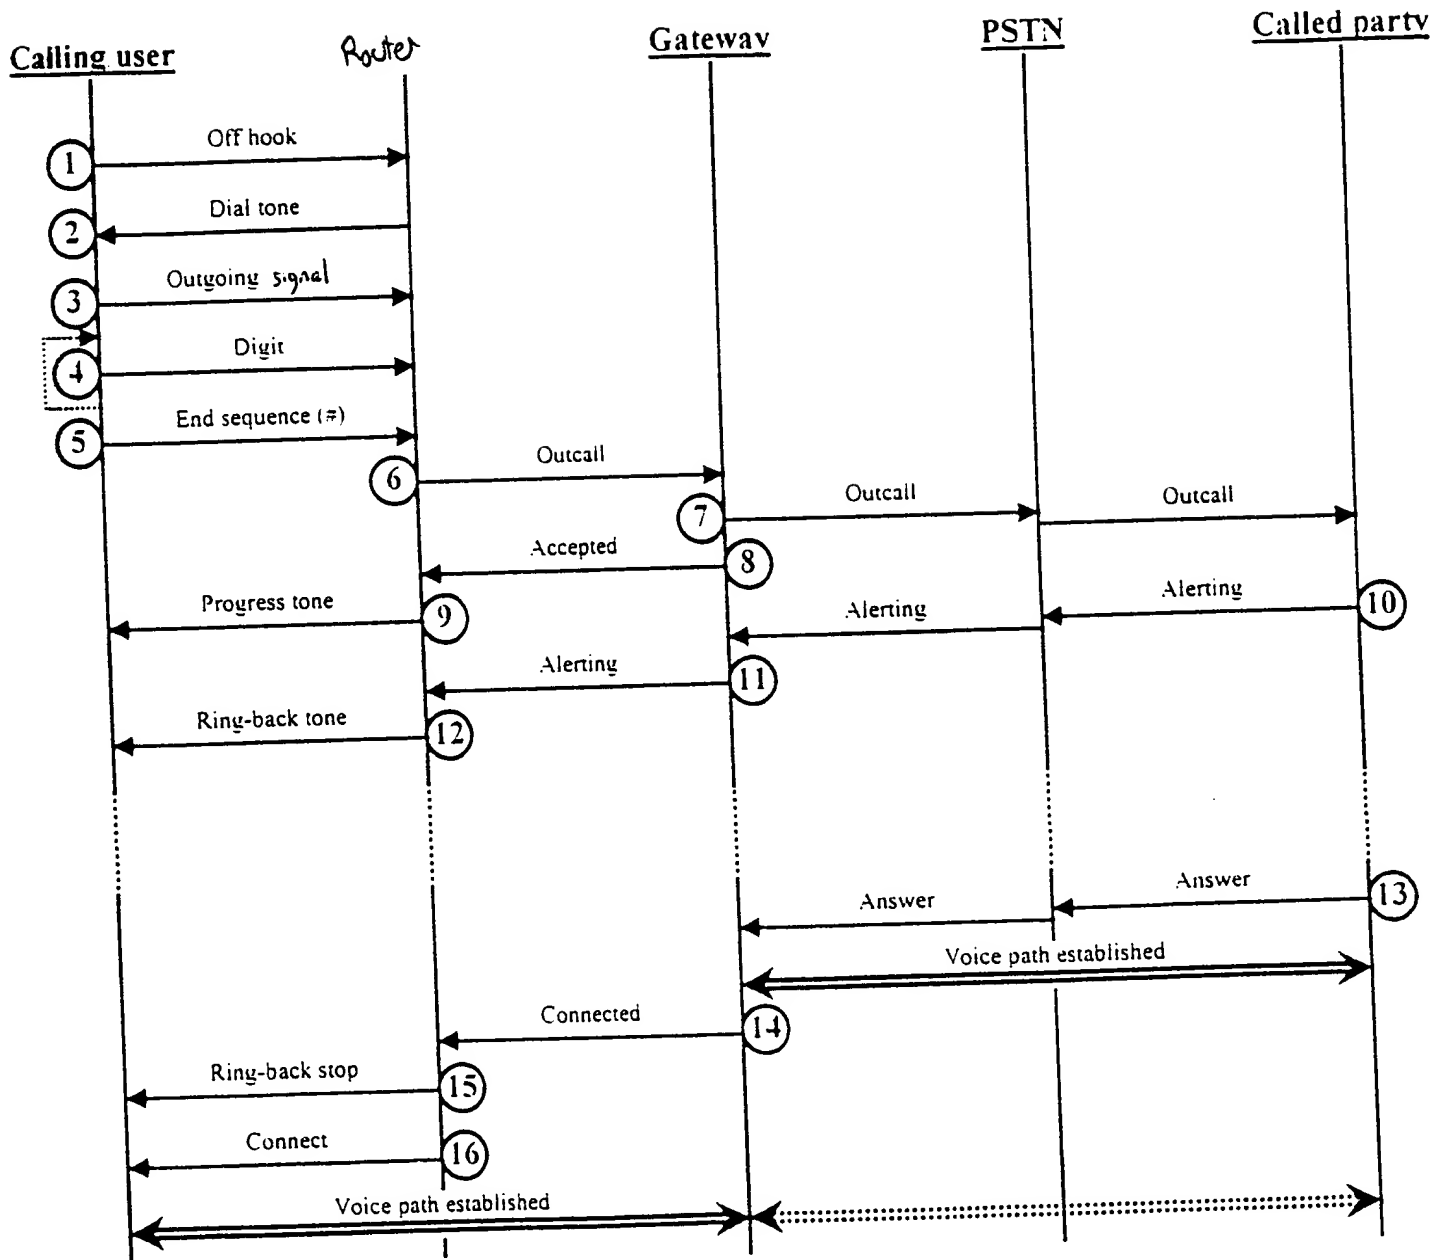 Calling user
Router
Gateway
PSTN
Called party
Off hook
1
Dial tone
2
Outgoing signal
3
Digit
4
End sequence (#)
5
Outcall
6
Outcall
7
Outcall
Accepted
8
Progress tone
9
Alerting
10
Alerting
Alerting
11
Ring-back tone
12
Answer
13
Answer
Voice path established
Connected
14
Ring-back stop
15
Connect
16
Voice path established